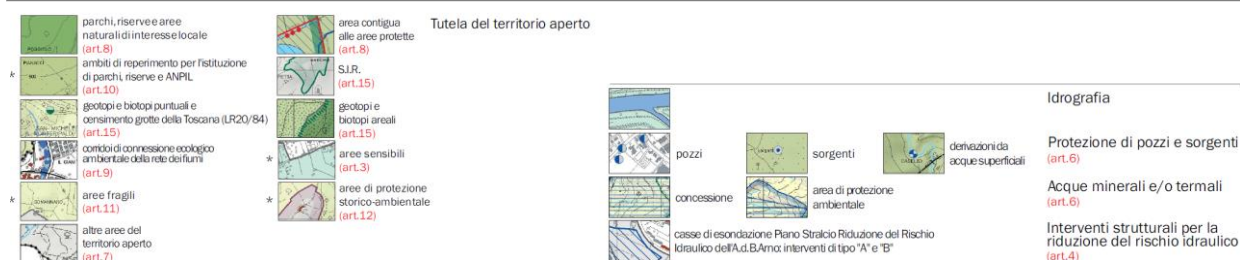 Tutela del territorio aperto
parchi, riserve e aree
naturali di interesse locale
(art.8)
*
ambiti di reperimento per l'istituzione
di parchi, riserve e ANPIL
(art.10)
geotopi e biotopi puntuali e
censimento grotte della Toscana (LR20/84)
(art.15)
corridoi di connessione ecologico
ambientale della rete dei fiumi
(art.9)
*
aree fragili
(art.11)
altre aree del
territorio aperto
(art.7)
area contigua
alle aree protette
(art.8)
S.I.R.
(art.15)
geotopi e
biotopi areali
(art.15)
*
aree sensibili
(art.3)
*
aree di protezione
storico-ambientale
(art.12)
Idrografia
pozzi
sorgenti
derivazioni da
acque superficiali
Protezione di pozzi e sorgenti
(art.6)
concessione
area di protezione
ambientale
Acque minerali e/o termali
(art.6)
casse di esondazione Piano Stralcio Riduzione del Rischio
Idraulico dell'A.d.B.Arno: interventi di tipo "A" e "B"
Interventi strutturali per la
riduzione del rischio idraulico
(art.4)